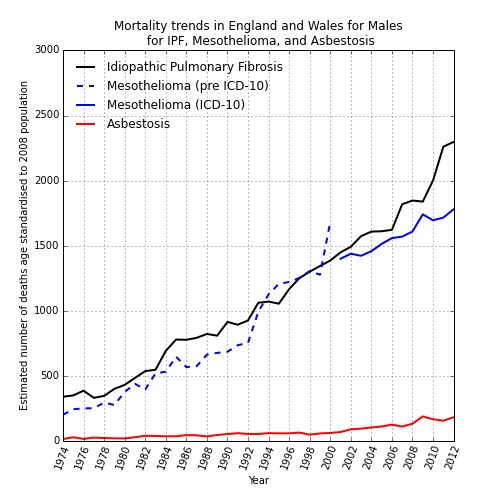 Mortality trends in England and Wales for Males
for IPF, Mesothelioma, and Asbestosis
Idiopathic Pulmonary Fibrosis
Mesothelioma (pre ICD-10)
Mesothelioma (ICD-10)
Asbestosis
Estimated number of deaths age standardised to 2008 population
3000
2500
2000
1500
1000
500
0
1974 1976 1978 1980 1982 1984 1986 1988 1990 1992 1994 1996 1998 2000 2002 2004 2006 2008 2010 2012
Year